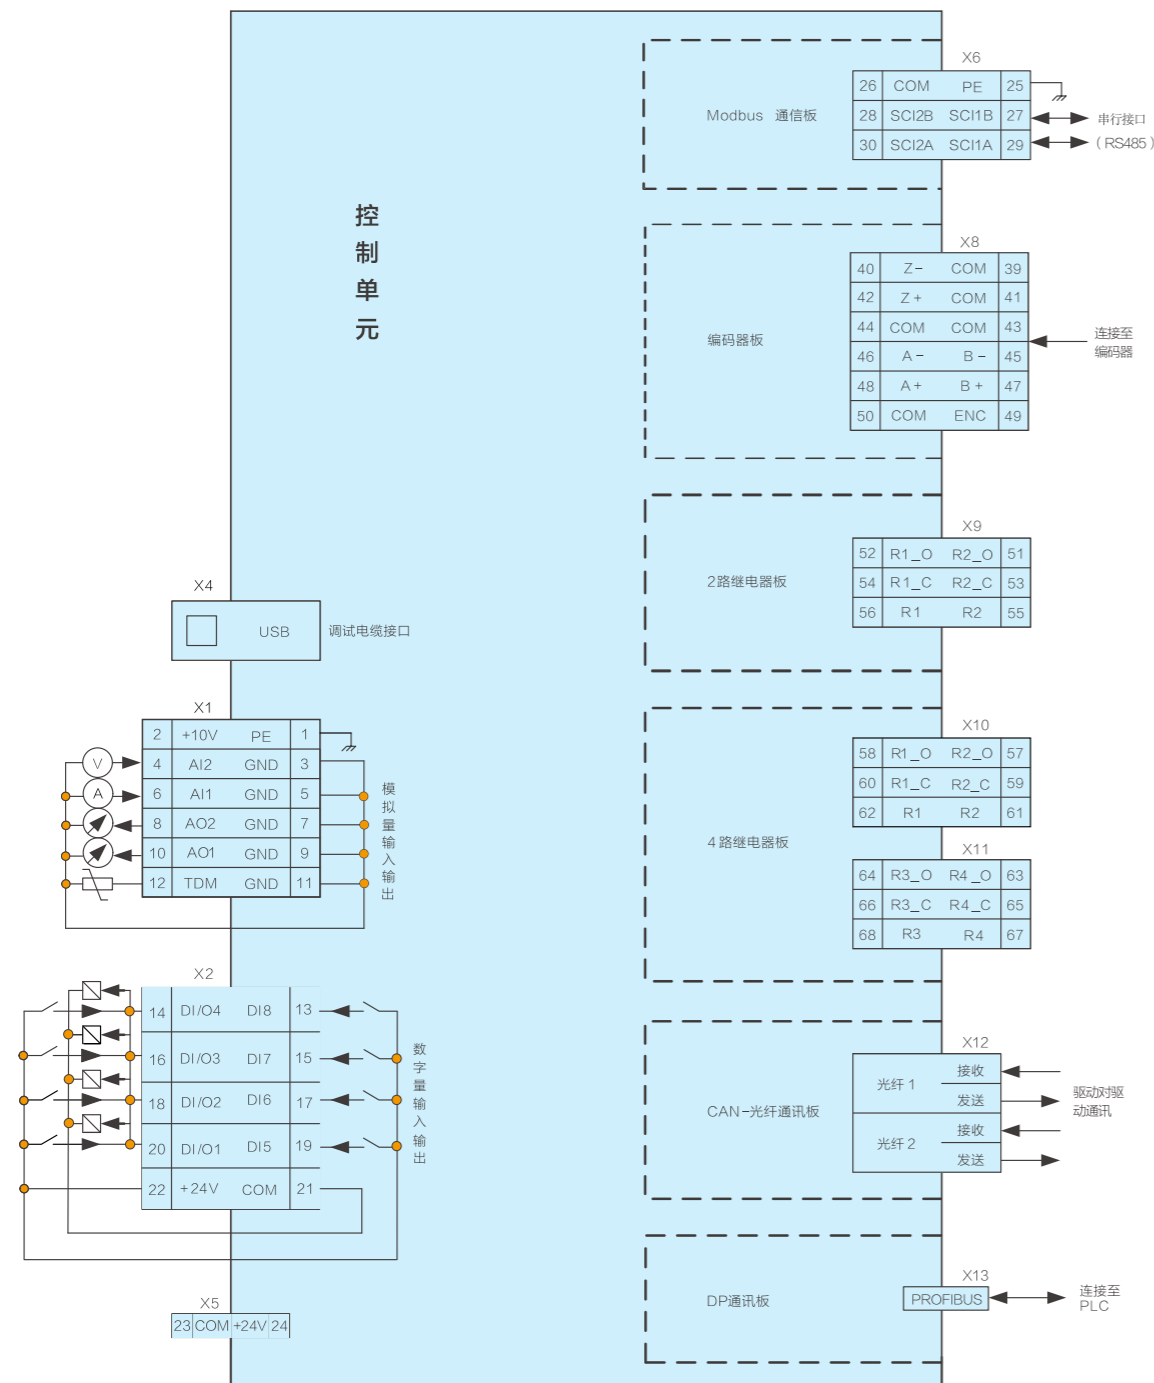 控
制
单
元
X6
26 COM PE 25
Modbus 通信板
28 SCI2B SCI1B 27
串行接口
30 SCI2A SCI1A 29
（RS485）
X8
40 Z- COM 39
42 Z+ COM 41
44 COM COM 43
编码器板
连接至
编码器
46 A- B- 45
48 A+ B+ 47
50 COM ENC 49
X9
52 R1_O R2_O 51
2路继电器板
54 R1_C R2_C 53
56 R1 R2 55
X4
USB
调试电缆接口
X1
2 +10V PE 1
V
4 AI2 GND 3
A
6 AI1 GND 5
8 AO2 GND 7
10 AO1 GND 9
12 TDM GND 11
模
拟
量
输
入
输
出
X10
58 R1_O R2_O 57
60 R1_C R2_C 59
62 R1 R2 61
4路继电器板
X11
64 R3_O R4_O 63
66 R3_C R4_C 65
68 R3 R4 67
X2
14 DI/O4 DI8 13
16 DI/O3 DI7 15
18 DI/O2 DI6 17
20 DI/O1 DI5 19
22 +24V COM 21
数
字
量
输
入
输
出
X12
CAN-光纤通讯板
光纤1
接收
发送
光纤2
接收
发送
驱动对驱
动通讯
X5
23 COM +24V 24
X13
DP通讯板
PROFIBUS
连接至
PLC